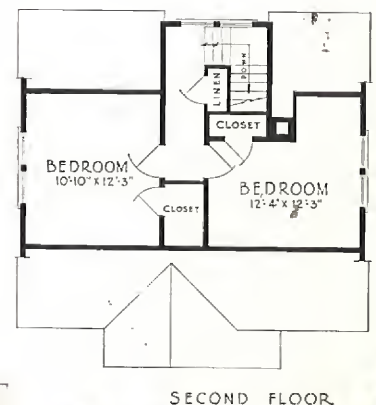 DOWN
LINEN
CLOSET
BEDROOM
10'-10" X 12'-3"
BEDROOM
12'-4" X 12'-3"
CLOSET
SECOND FLOOR